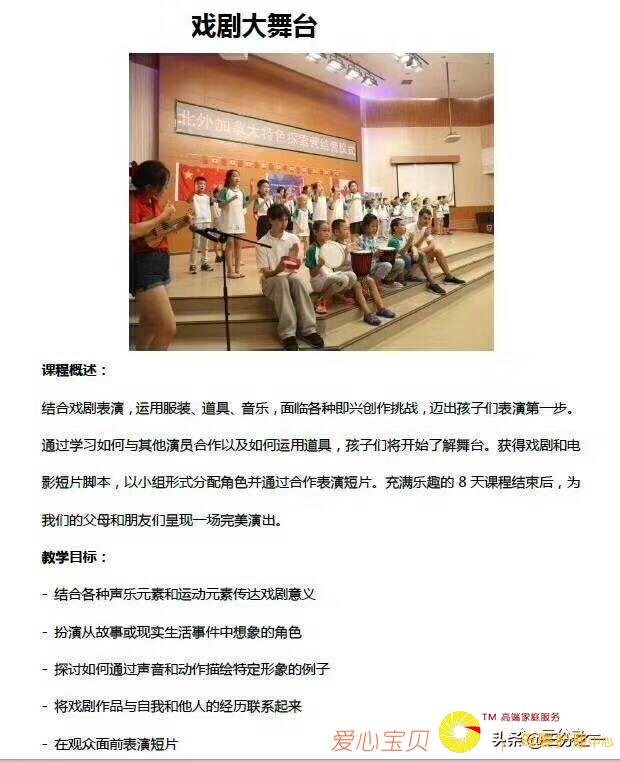 戏剧大舞台
北外加拿大特色探索营结营仪式
课程概述：
结合戏剧表演，运用服装、道具、音乐，面临各种即兴创作挑战，迈出孩子们表演第一步。
通过学习如何与其他演员合作以及如何运用道具，孩子们将开始了解舞台。获得戏剧和电
影短片脚本，以小组形式分配角色并通过合作表演短片。充满乐趣的 8 天课程结束后，为
我们的父母和朋友们呈现一场完美演出。
教学目标：
- 结合各种声乐元素和运动元素传达戏剧意义
- 扮演从故事或现实生活事件中想象的角色
- 探讨如何通过声音和动作描绘特定形象的例子
- 将戏剧作品与自我和他人的经历联系起来
- 在观众面前表演短片
爱心宝贝
TM 高端家庭服务
头条@
中心